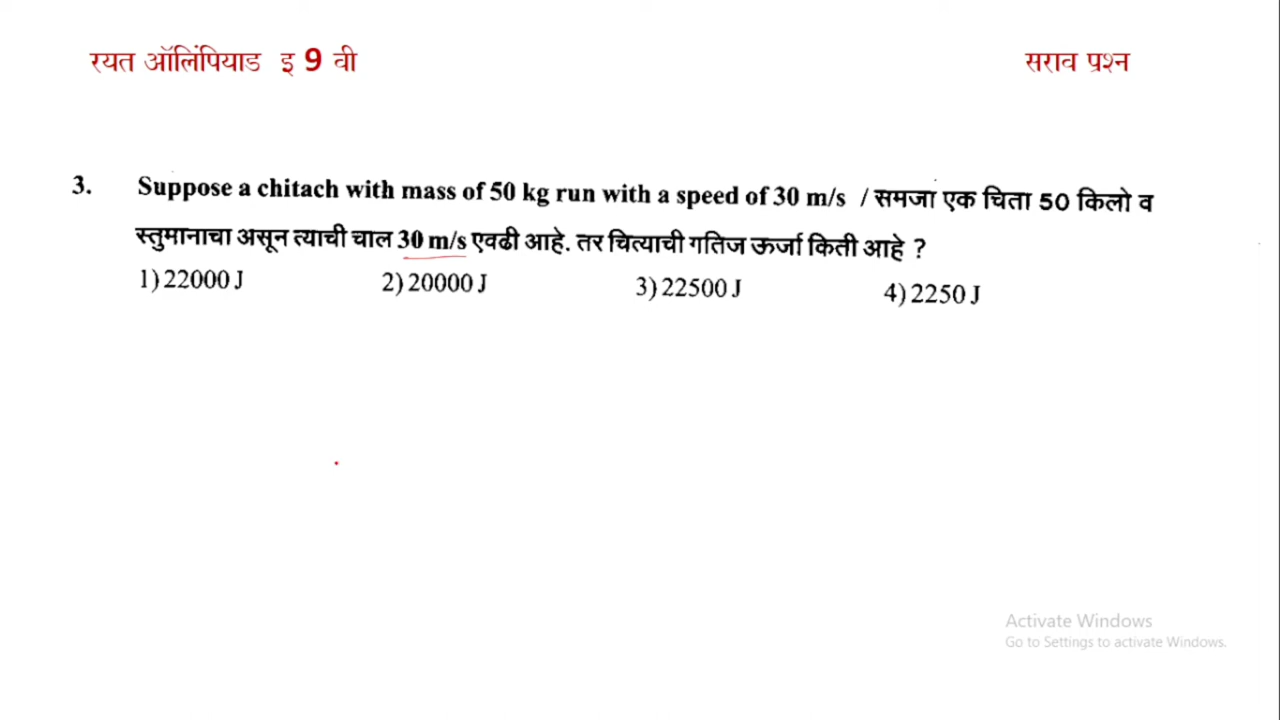 रयत ऑलिंपियाड इ 9 वी
सराव प्रश्न
3. Suppose a chitach with mass of 50 kg run with a speed of 30 m/s / समजा एक चिता 50 किलो व
स्तुमानाचा असून त्याची चाल 30 m/s एवढी आहे. तर चित्याची गतिज ऊर्जा किती आहे ?
1) 22000 J 2) 20000 J 3) 22500 J 4) 2250 J
Activate Windows
Go to Settings to activate Windows.